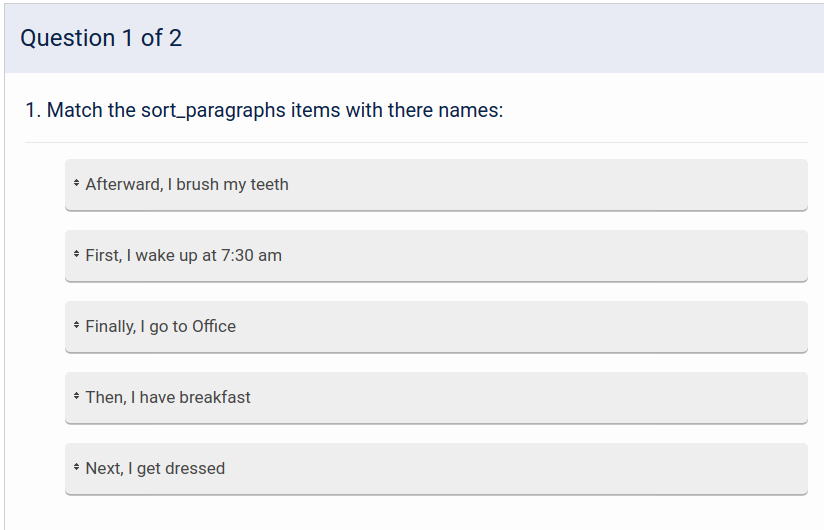 Question 1 of 2
1. Match the sort_paragraphs items with there names:
Afterward, I brush my teeth
First, I wake up at 7:30 am
Finally, I go to Office
Then, I have breakfast
Next, I get dressed